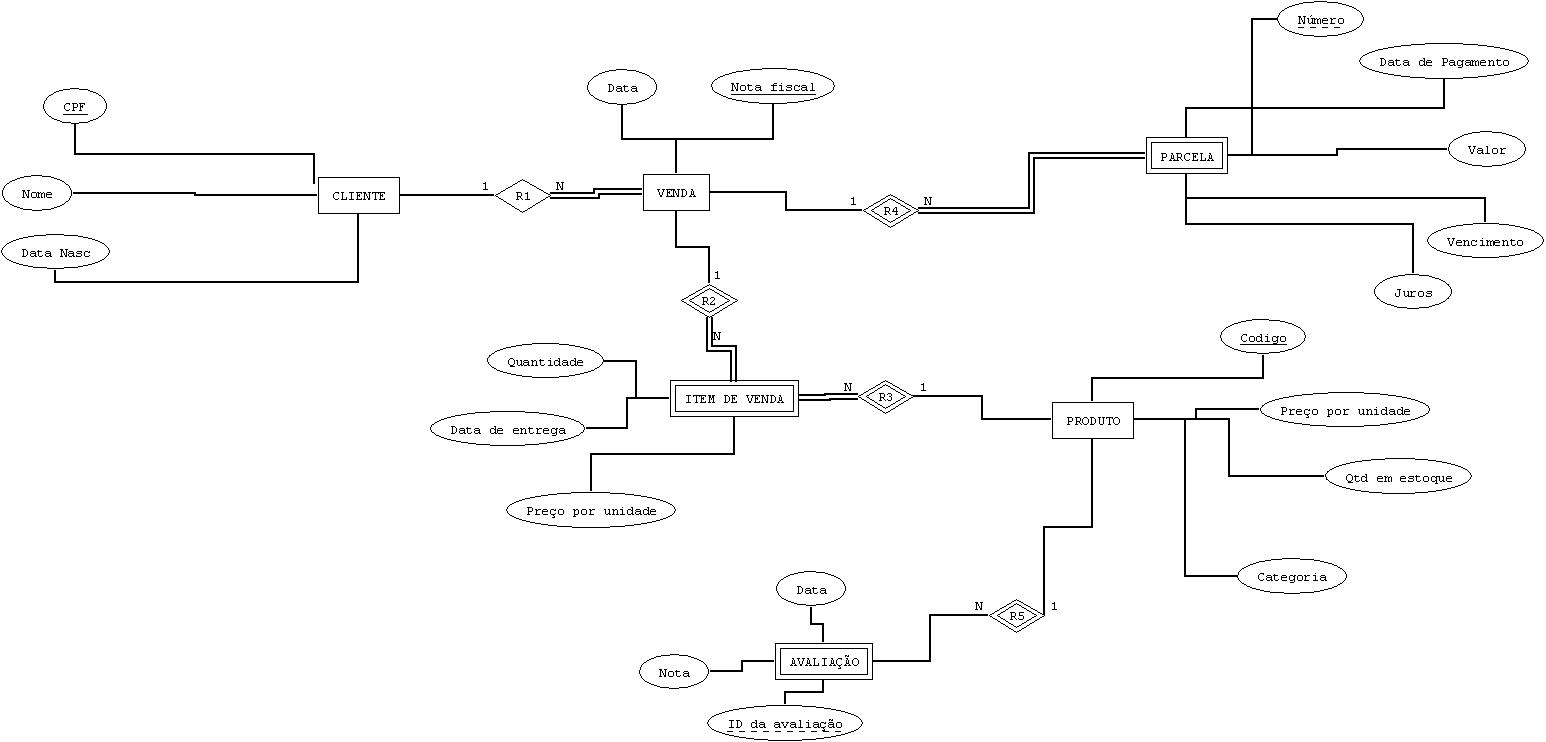 Número
Data de Pagamento
Data
Nota fiscal
CPF
Valor
PARCELA
1
R1
N
VENDA
Nome
CLIENTE
1
R4
N
Data Nasc
Vencimento
1
Juros
R2
N
Codigo
Quantidade
ITEM DE VENDA
N
R3
1
Preço por unidade
PRODUTO
Data de entrega
Qtd em estoque
Preço por unidade
Categoria
Data
N
R5
1
AVALIAÇÃO
Nota
ID da avaliação